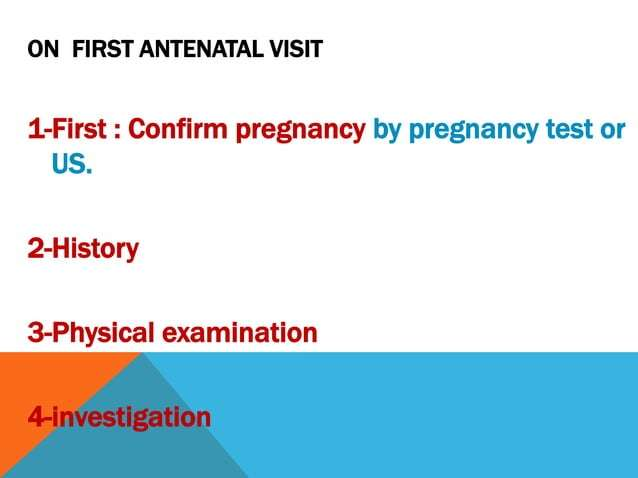 ON FIRST ANTENATAL VISIT
1-First : Confirm pregnancy by pregnancy test or
US.
2-History
3-Physical examination
4-investigation